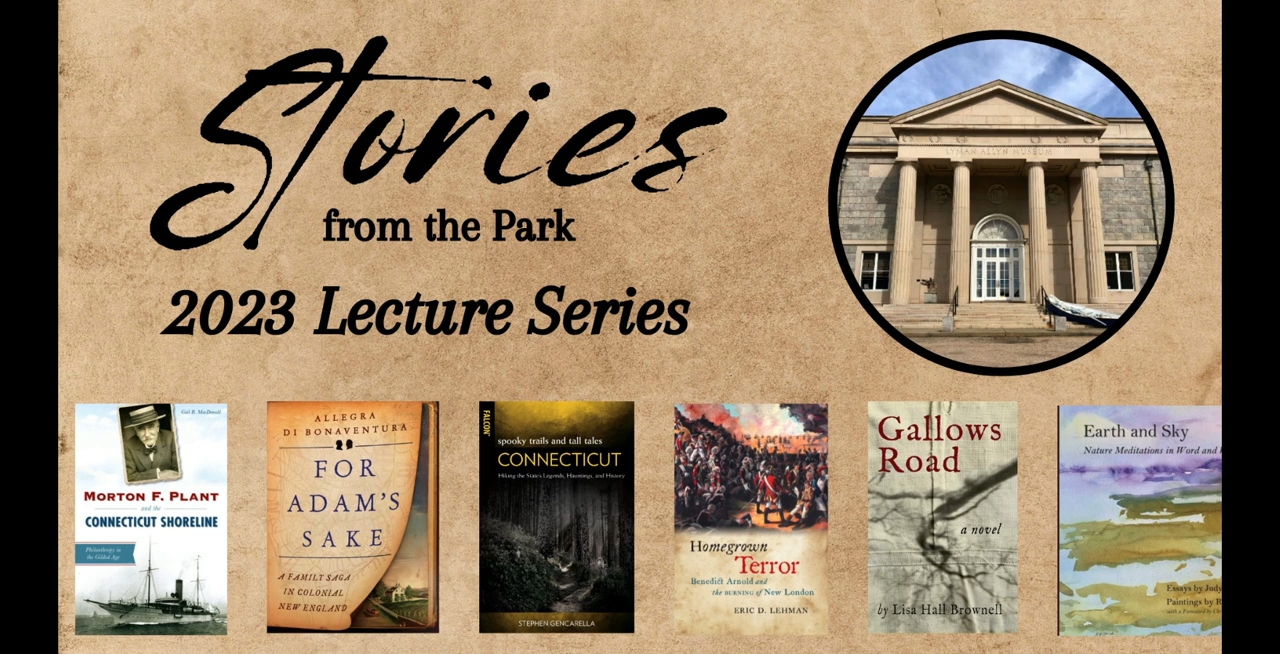 Stories
from the Park
2023 Lecture Series
LYMAN ALLYN MUSEUM
Gail B. MacDonald
MORTON F. PLANT
and the
CONNECTICUT SHORELINE
Philanthropy in
the Gilded Age
ALLEGRA
DI BONAVENTURA
FOR
ADAM'S
SAKE
A FAMILY SAGA
IN COLONIAL
NEW ENGLAND
FALCON
spooky trails and tall tales
CONNECTICUT
Hiking the State's Legends, Hauntings, and History
STEPHEN GENCARELLA
Homegrown
Terror
Benedict Arnold and
the BURNING of New London
ERIC D. LEHMAN
Gallows
Road
a novel
by Lisa Hall Brownell
Earth and Sky
Nature Meditations in Word and
Essays by Judy
Paintings by R
with a Foreword by